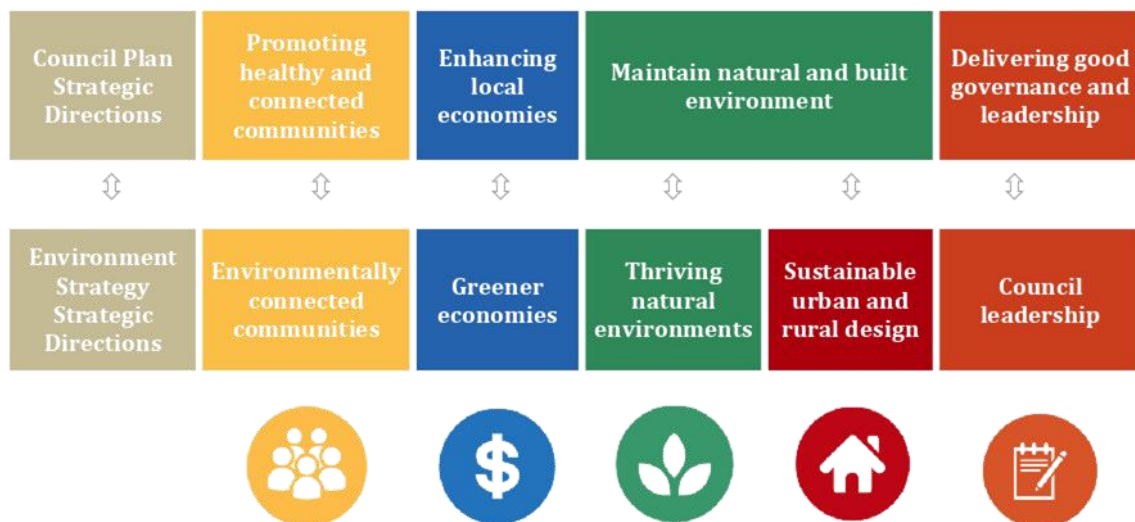 Council Plan
Strategic
Directions
Promoting
healthy and
connected
communities
Enhancing
local
economies
Maintain natural and built
environment
Delivering good
governance and
leadership
Environment
Strategy
Strategic
Directions
Environmentally
connected
communities
Greener
economies
Thriving
natural
environments
Sustainable
urban and
rural design
Council
leadership
$